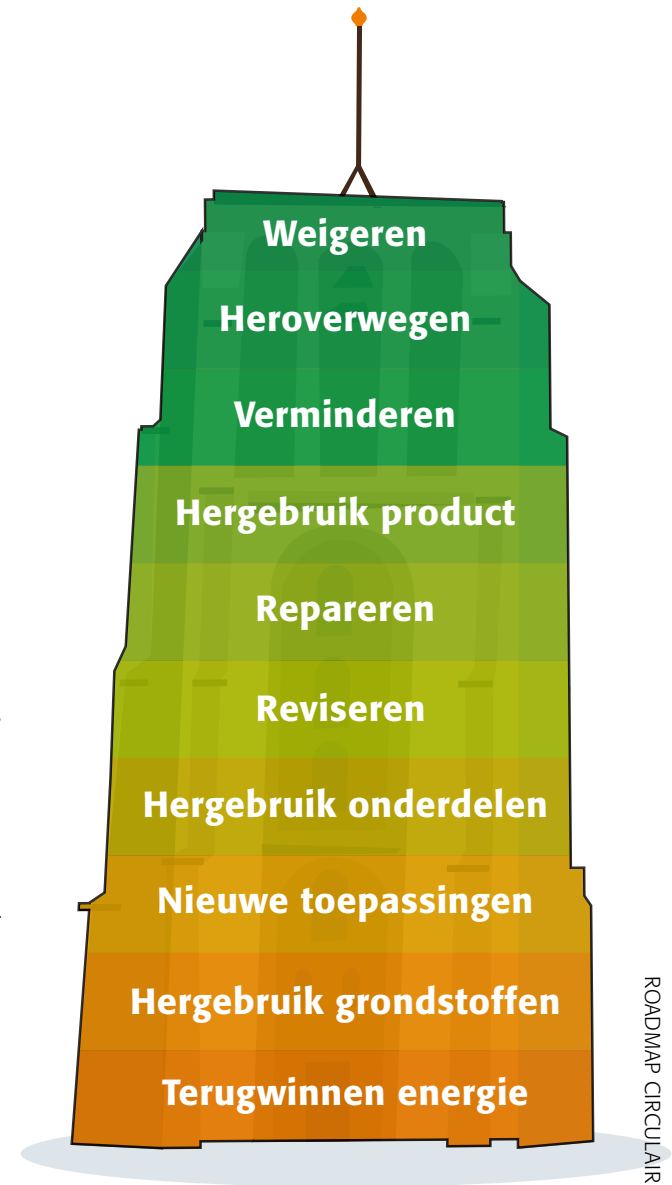 Weigeren
Heroverwegen
Verminderen
Hergebruik product
Repareren
Reviseren
Hergebruik onderdelen
Nieuwe toepassingen
Hergebruik grondstoffen
Terugwinnen energie
ROADMAP CIRCULAIR